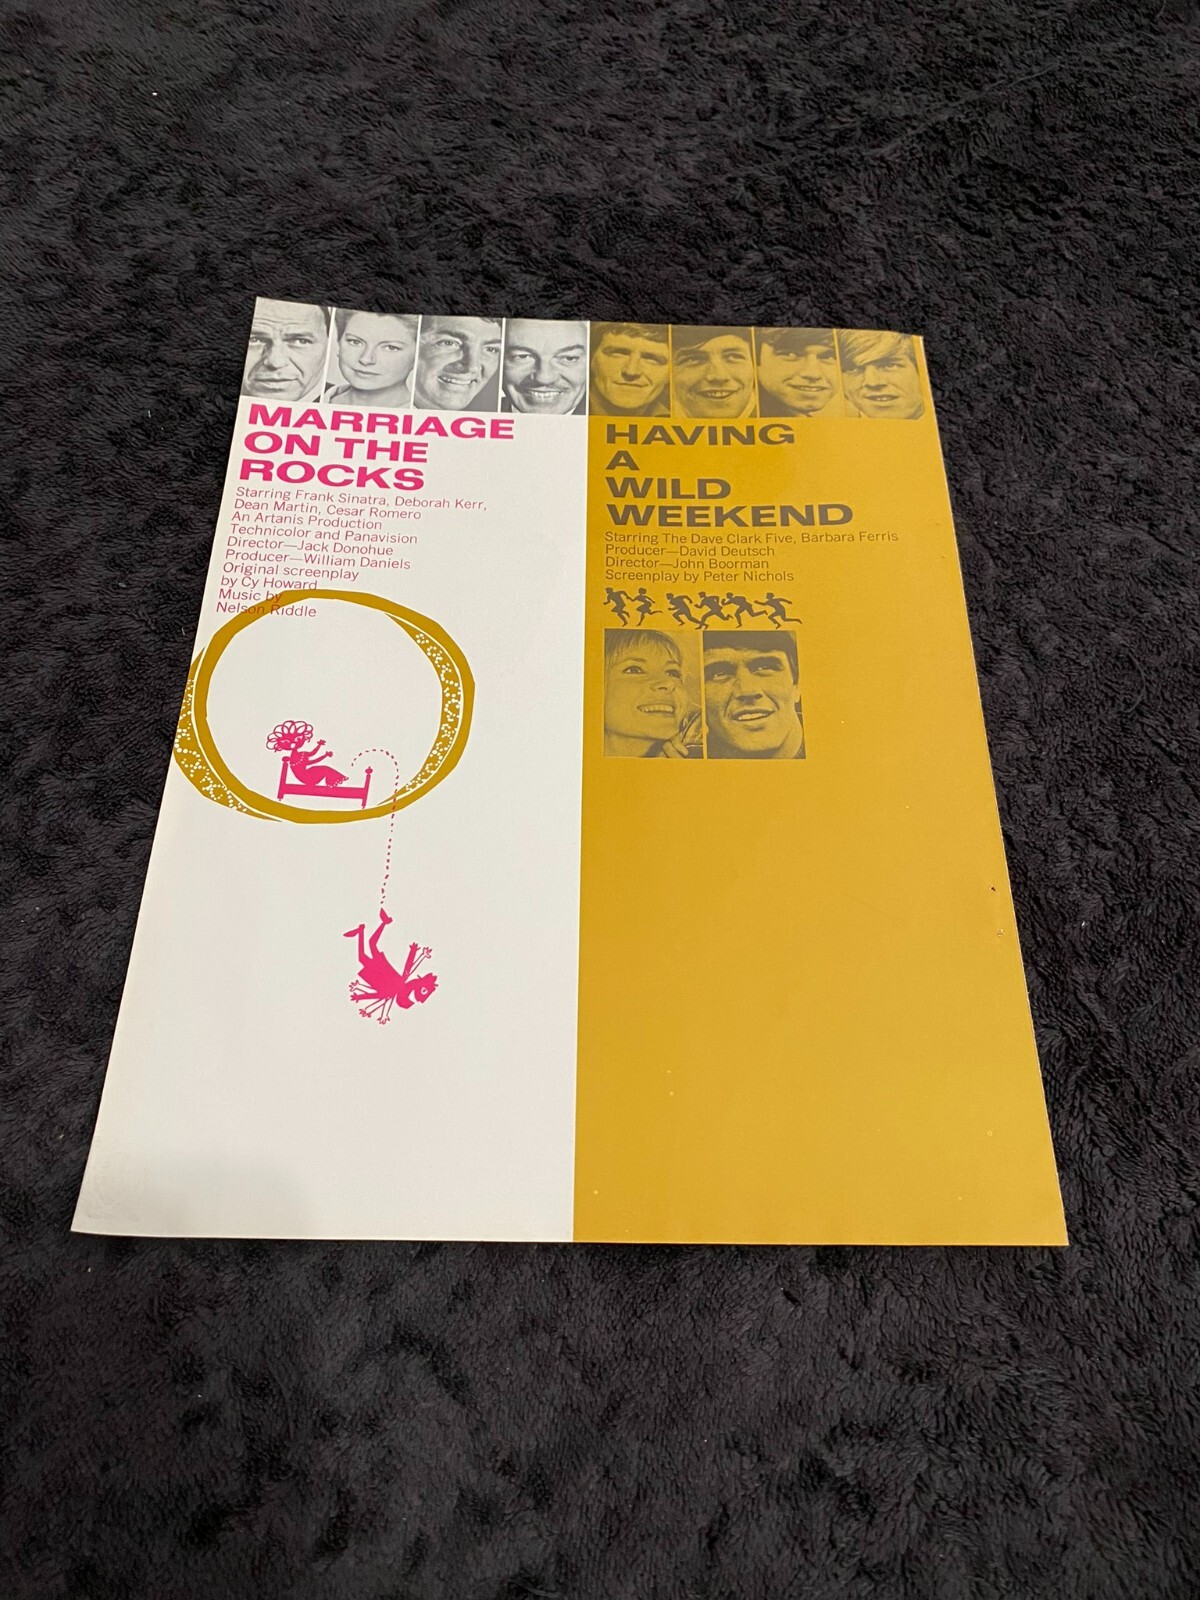 MARRIAGE
ON THE
ROCKS
Starring Frank Sinatra, Deborah Kerr,
Dean Martin, Cesar Romero
An Artanis Production
Technicolor and Panavision
Director—Jack Donohue
Producer—William Daniels
Original screenplay
by Cy Howard
Music by
Nelson Riddle
HAVING
A
WILD
WEEKEND
Starring The Dave Clark Five, Barbara Ferris
Producer—David Deutsch
Director—John Boorman
Screenplay by Peter Nichols